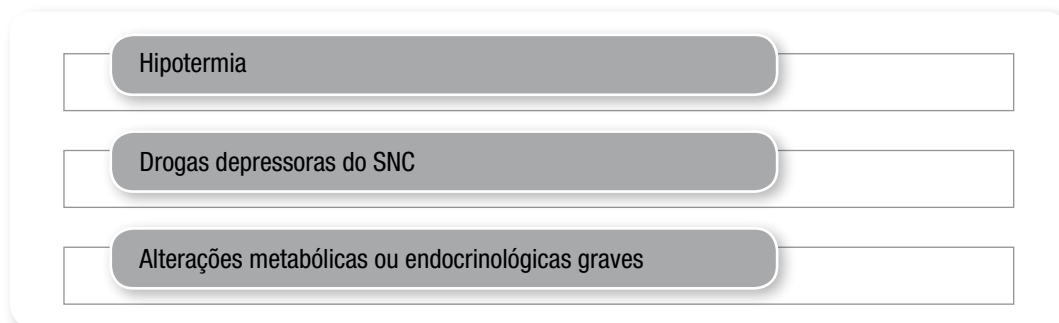 Hipotermia
Drogas depressoras do SNC
Alterações metabólicas ou endocrinológicas graves